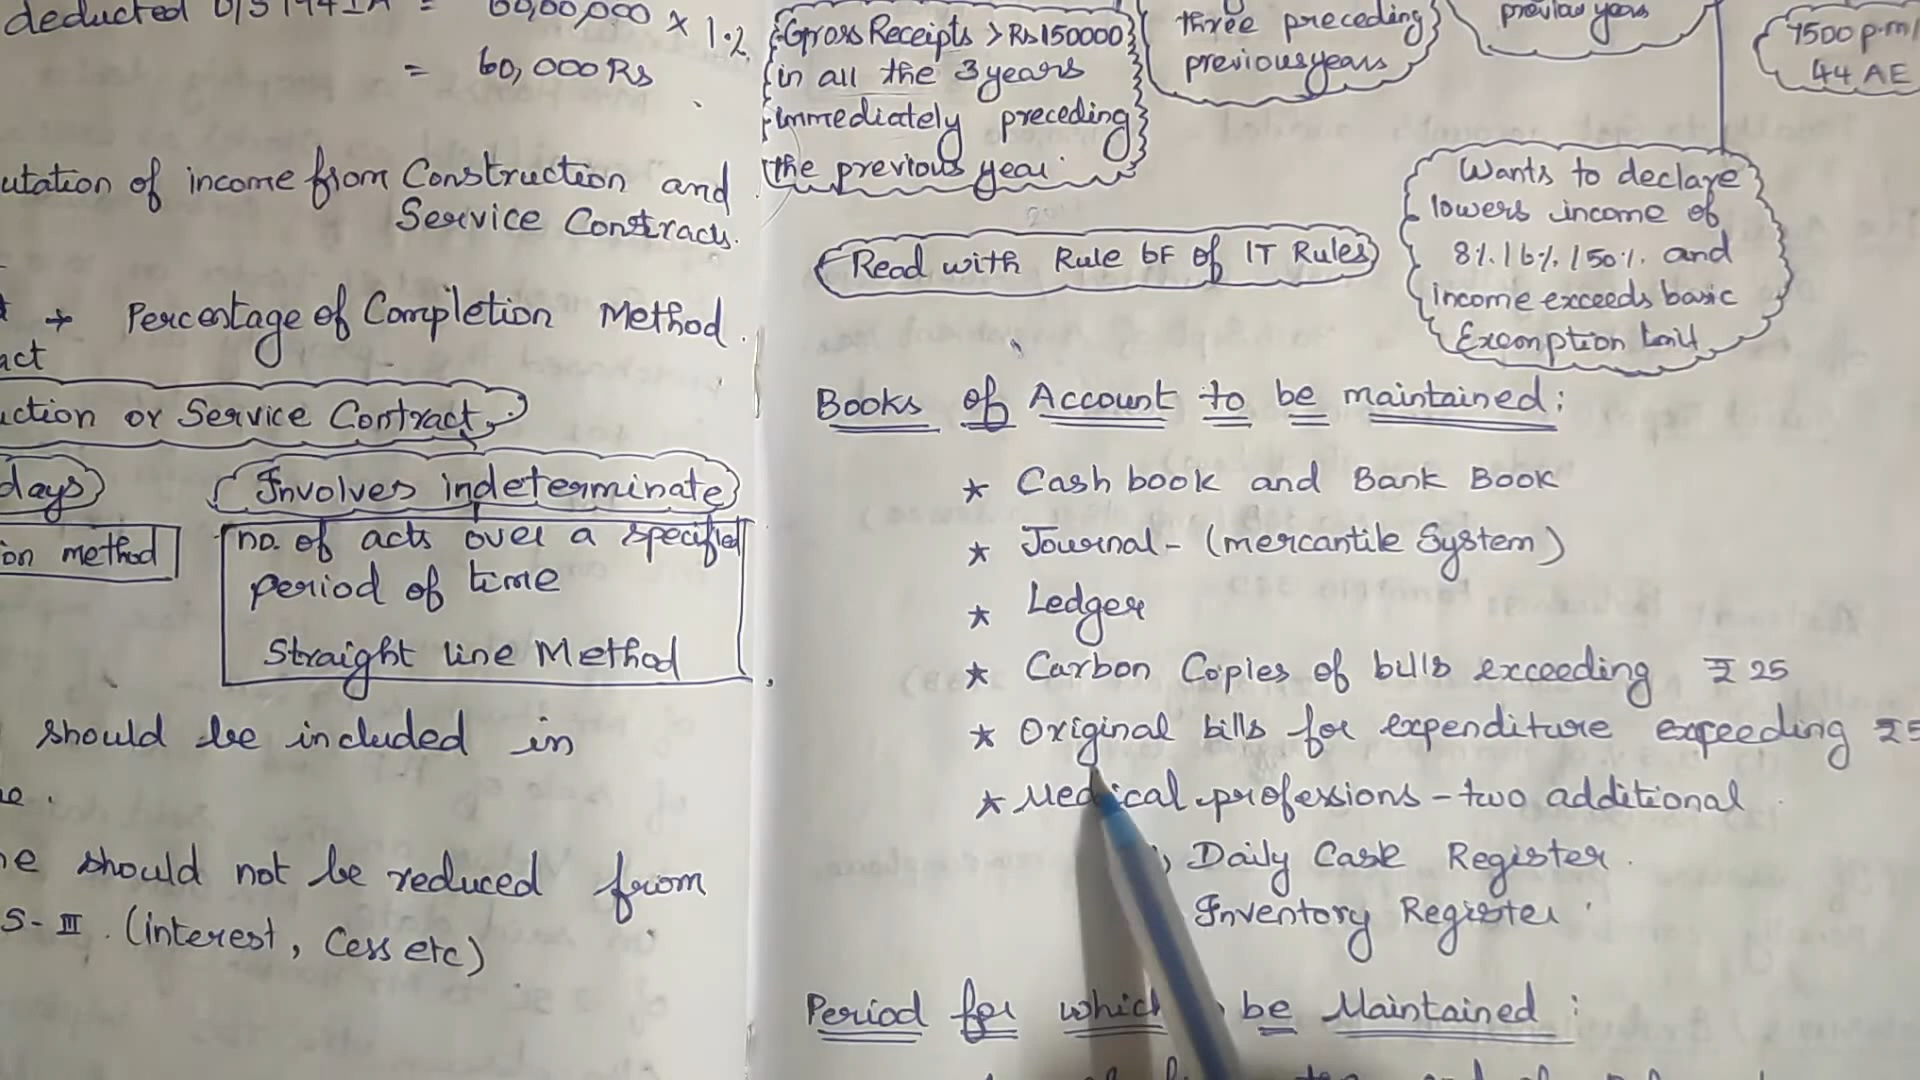 deducted U/S 194IA = 60,00,000 × 1%
= 60,000 Rs
utation of income from Construction and
Service Contracts.
→ Percentage of Completion Method.
act
uction or Service Contract
days
Involves indeterminate
on method
no. of acts over a specified
period of time
Straight line Method
should be included in
e.
e should not be reduced from
S-III. (interest, Cess etc)
Gross Receipts > Rs 150000
in all the 3 years
immediately preceding
the previous year.
three preceding
previous years
previous years
7500 p.m/
44 AE
Wants to declare
lowers income of
8%/6%/50% and
income exceeds basic
Exemption limit
Read with Rule 6F of IT Rules
Books of Account to be maintained:
* Cash book and Bank Book
* Journal - (mercantile System)
* Ledger
* Carbon Copies of bills exceeding ₹25
* Original bills for expenditure exceeding ₹5
* Medical professions - two additional
Daily Case Register.
Inventory Register.
Period for which be Maintained: